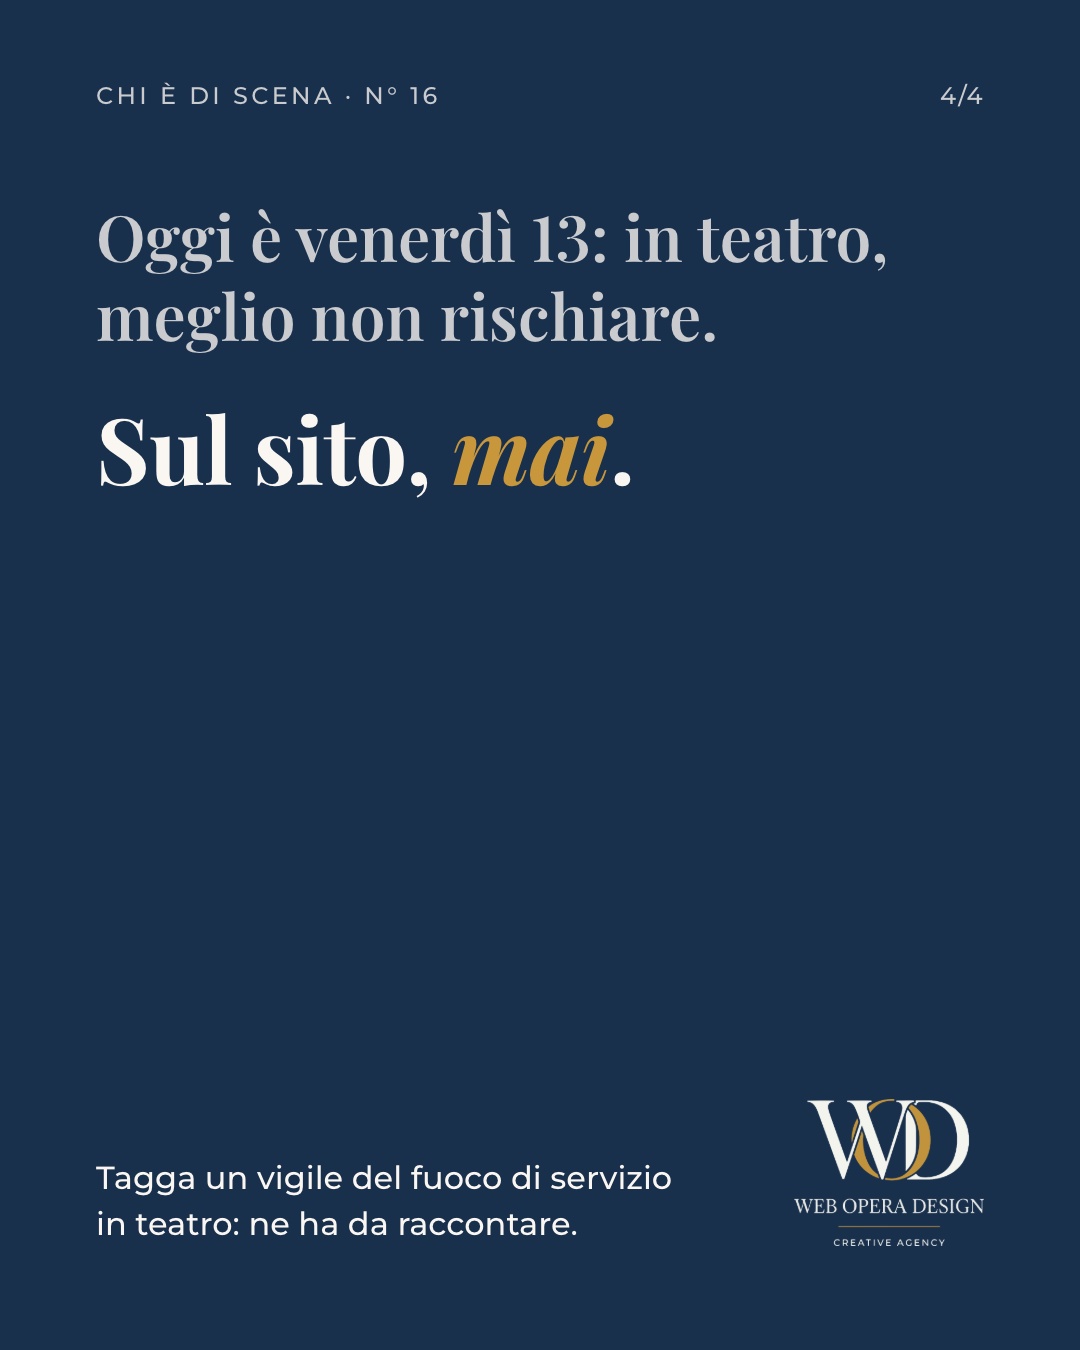 CHI È DI SCENA · N° 16
4/4
Oggi è venerdì 13: in teatro,
meglio non rischiare.
Sul sito, mai.
Tagga un vigile del fuoco di servizio
in teatro: ne ha da raccontare.
WOD
WEB OPERA DESIGN
CREATIVE AGENCY